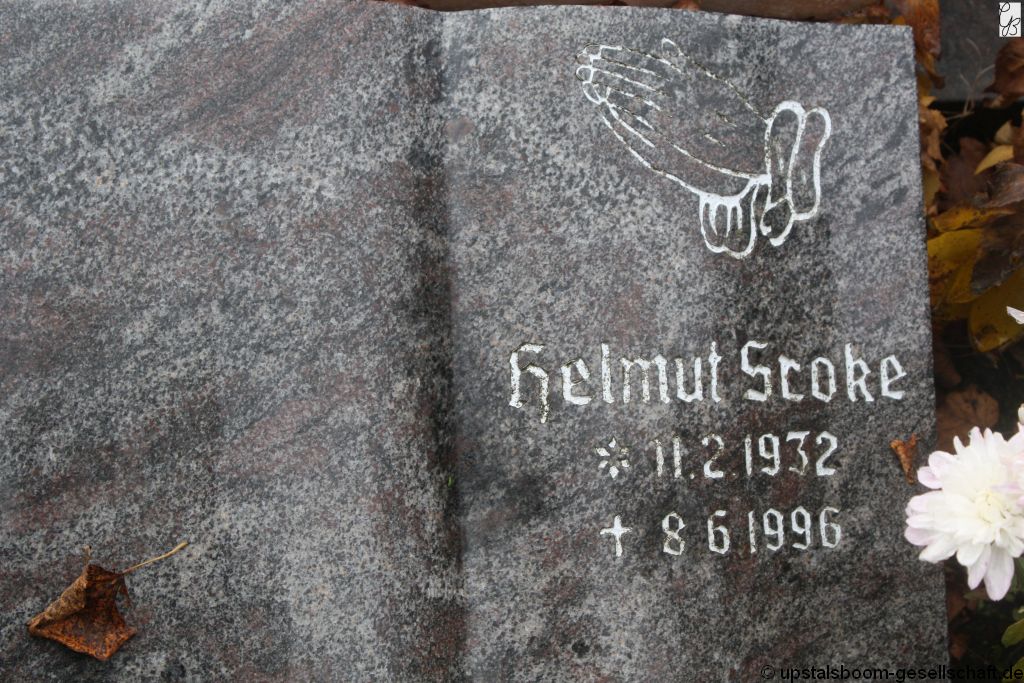 Helmut Scoke
* 11. 2 1932
† 8 6 1996
© upstalsboom-gesellschaft.de